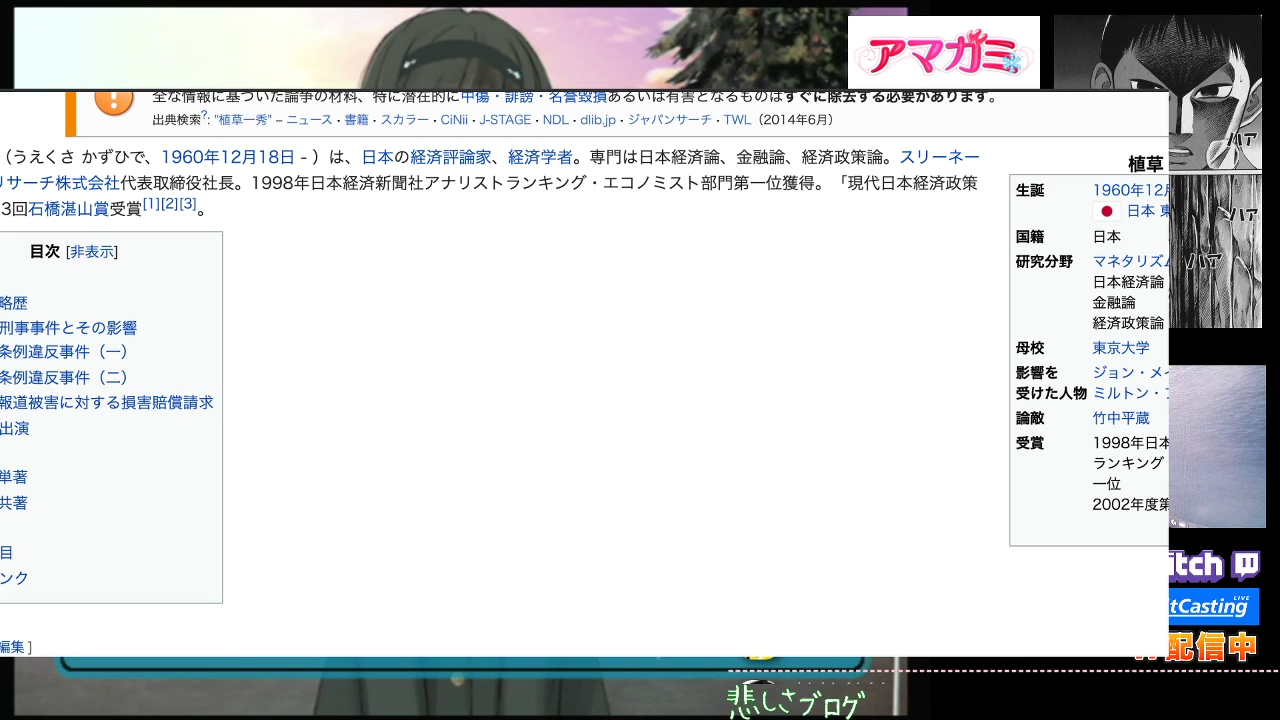 アマガミ
全な情報に基づいた論争の材料、特に潜在的に中傷・誹謗・名誉毀損あるいは有害となるものはすぐに除去する必要があります。
出典検索?: "植草一秀" – ニュース · 書籍 · スカラー · CiNii · J-STAGE · NDL · dlib.jp · ジャパンサーチ · TWL（2014年6月）
（うえくさ かずひで、1960年12月18日 - ）は、日本の経済評論家、経済学者。専門は日本経済論、金融論、経済政策論。スリーネー
リサーチ株式会社代表取締役社長。1998年日本経済新聞社アナリストランキング・エコノミスト部門第一位獲得。「現代日本経済政策
3回石橋湛山賞受賞[1][2][3]。
目次 [非表示]
略歴
刑事事件とその影響
条例違反事件（一）
条例違反事件（二）
報道被害に対する損害賠償請求
出演
単著
共著
目
ンク
編集 ]
植草
生誕 1960年12月
日本 東
国籍 日本
研究分野 マネタリズム
日本経済論
金融論
経済政策論
母校 東京大学
影響を ジョン・メイ
受けた人物 ミルトン・フ
論敵 竹中平蔵
受賞 1998年日本
ランキング
一位
2002年度第
ハア
ハア
ハア
itch
tCasting
LIVE
配信中
悲しさブログ